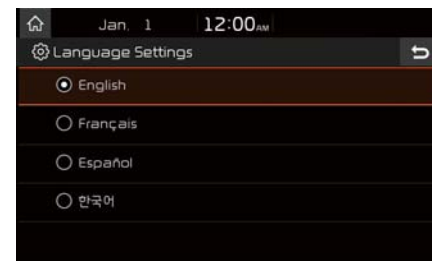 Jan. 1 12:00AM
Language Settings
English
Français
Español
한국어